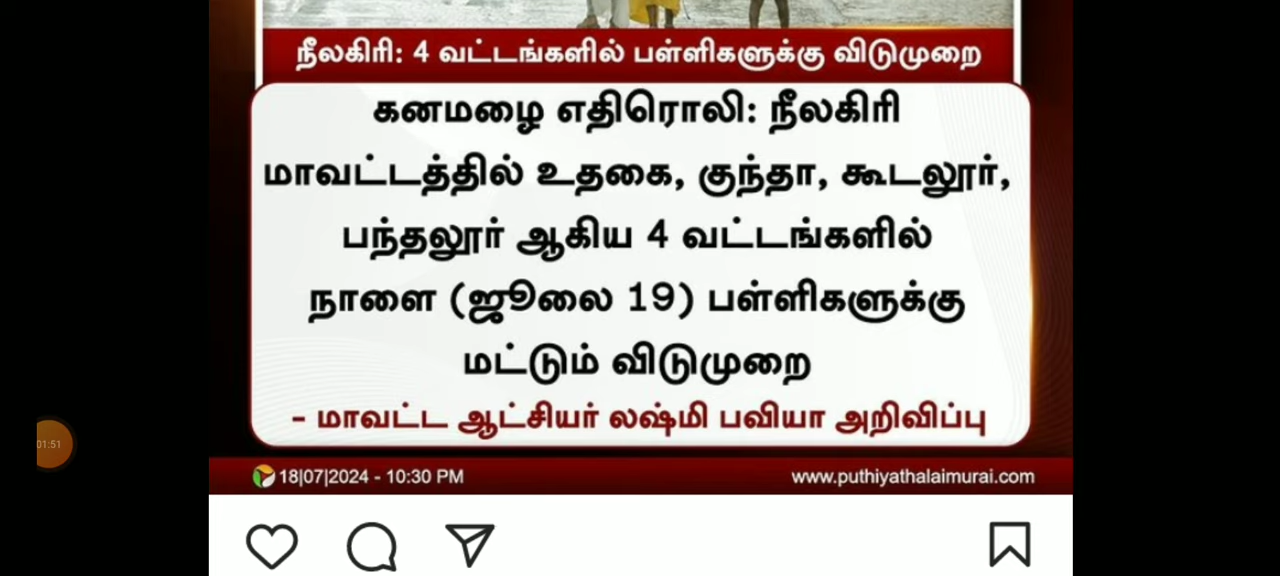 நீலகிரி: 4 வட்டங்களில் பள்ளிகளுக்கு விடுமுறை
கனமழை எதிரொலி: நீலகிரி
மாவட்டத்தில் உதகை, குந்தா, கூடலூர்,
பந்தலூர் ஆகிய 4 வட்டங்களில்
நாளை (ஜூலை 19) பள்ளிகளுக்கு
மட்டும் விடுமுறை
- மாவட்ட ஆட்சியர் லஷ்மி பவியா அறிவிப்பு
01:51
18|07|2024 - 10:30 PM
www.puthiyathalaimurai.com